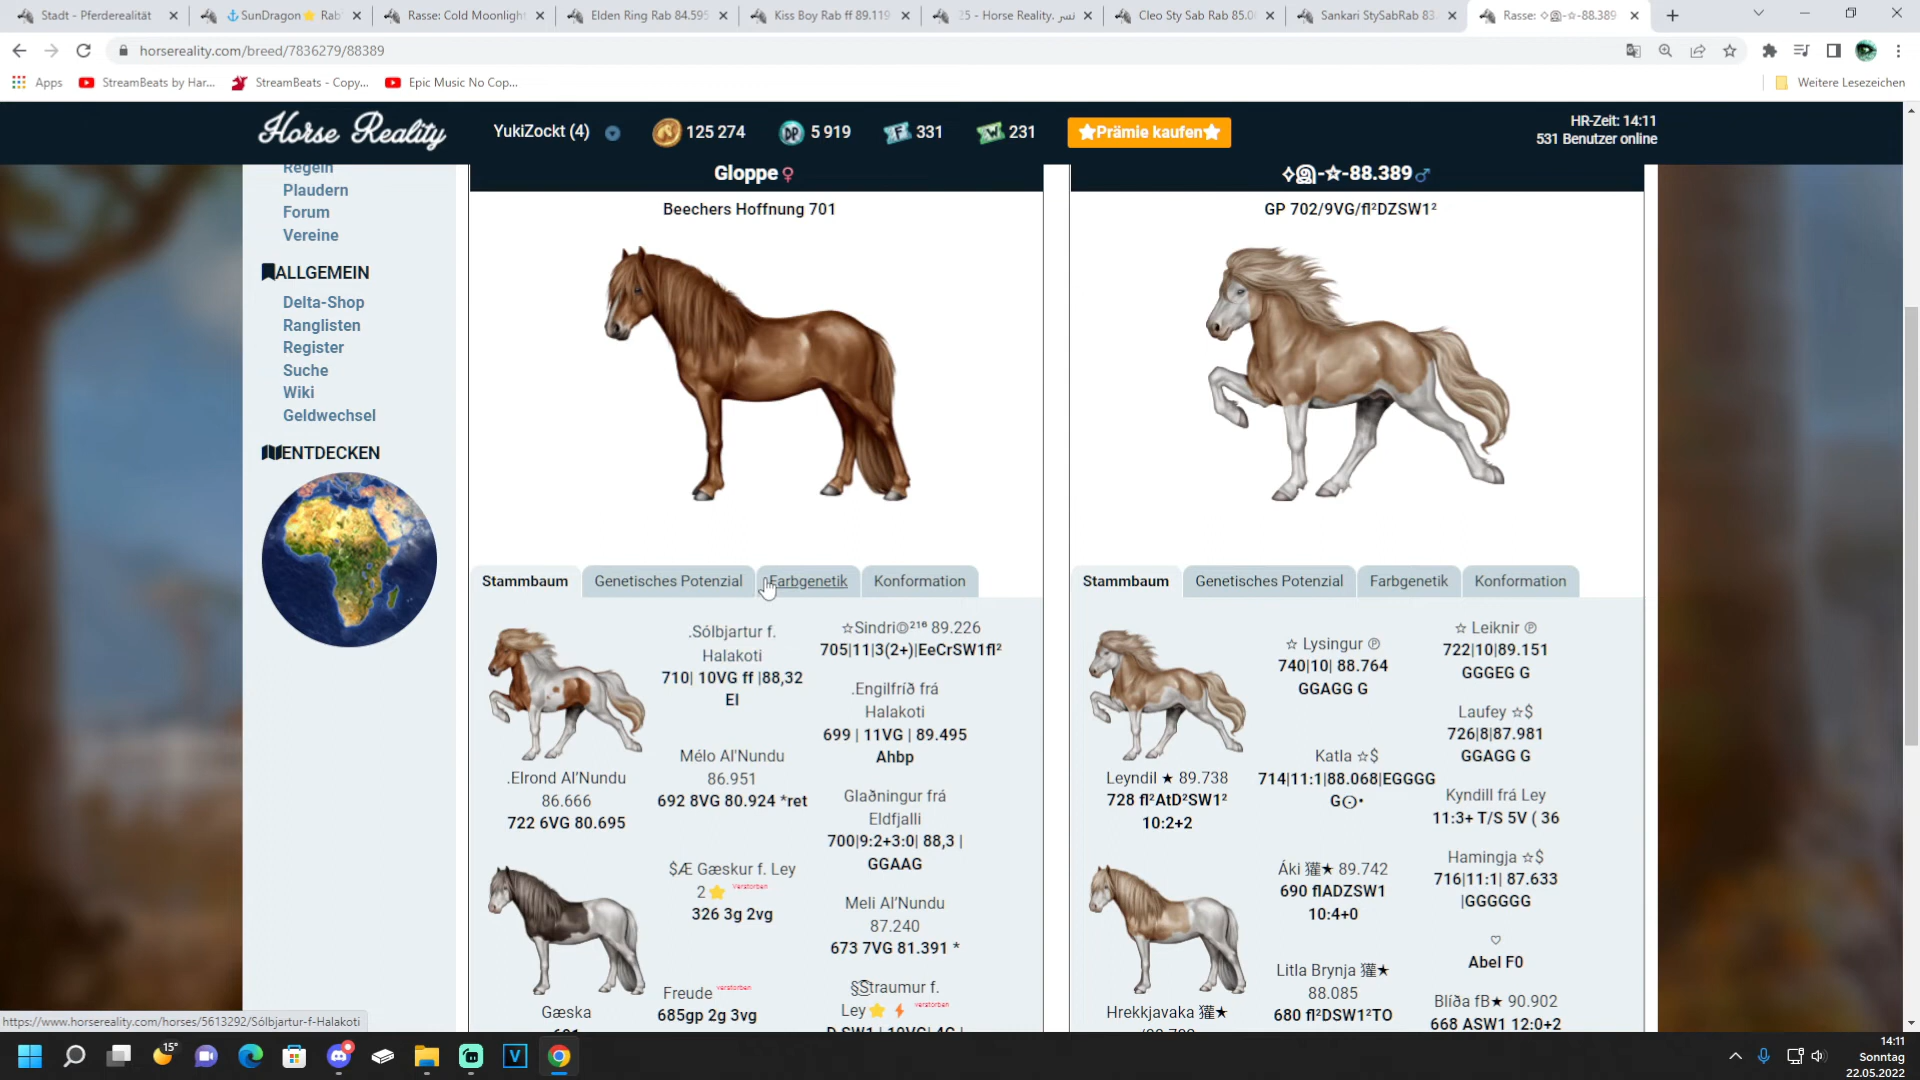 Stadt - Pferderealität
⚓SunDragon⭐ Rab
Rasse: Cold Moonlight
Elden Ring Rab 84.595
Kiss Boy Rab ff 89.119
25 - Horse Reality. نسر
Cleo Sty Sab Rab 85.0
Sankari StySabRab 83.
Rasse: ✧இ-☆-88.389
horsereality.com/breed/7836279/88389
Apps
StreamBeats by Har...
StreamBeats - Copy...
Epic Music No Cop...
Weitere Lesezeichen
Horse Reality
YukiZockt (4)
125 274
DP 5 919
F 331
W 231
★Prämie kaufen★
HR-Zeit: 14:11
531 Benutzer online
Regeln
Plaudern
Forum
Vereine
ALLGEMEIN
Delta-Shop
Ranglisten
Register
Suche
Wiki
Geldwechsel
ENTDECKEN
Gloppe♀
Beechers Hoffnung 701
Stammbaum
Genetisches Potenzial
Farbgenetik
Konformation
.Elrond Al'Nundu
86.666
722 6VG 80.695
Gæska
.Sólbjartur f.
Halakoti
710| 10VG ff |88,32
El
Mélo Al'Nundu
86.951
692 8VG 80.924 *ret
$Æ Gæskur f. Ley
2⭐ verstorben
326 3g 2vg
Freude verstorben
685gp 2g 3vg
☆Sindri◎²¹⁶ 89.226
705|11|3(2+)|EeCrSW1fl²
.Engilfríð frá
Halakoti
699 | 11VG | 89.495
Ahbp
Glaðningur frá
Eldfjalli
700|9:2+3:0| 88,3 |
GGAAG
Meli Al'Nundu
87.240
673 7VG 81.391 *
Straumur f.
Ley⭐⚡ verstorben
✧இ-☆-88.389♂
GP 702/9VG/fl²DZSW1²
Stammbaum
Genetisches Potenzial
Farbgenetik
Konformation
Leyndil ★ 89.738
728 fl²AtD²SW1²
10:2+2
Hrekkjavaka 獾★
☆ Lysingur ℗
740|10| 88.764
GGAGG G
Katla ☆$
714|11:1|88.068|EGGGG
G⊙•
Áki 獾★ 89.742
690 flADZSW1
10:4+0
Litla Brynja 獾★
88.085
680 fl²DSW1²TO
☆ Leiknir ℗
722|10|89.151
GGGEG G
Laufey ☆$
726|8|87.981
GGAGG G
Kyndill frá Ley
11:3+ T/S 5V ( 36
Hamingja ☆$
716|11:1| 87.633
|GGGGGG
♡
Abel F0
Blíða fB★ 90.902
668 ASW1 12:0+2
https://www.horsereality.com/horses/5613292/Sólbjartur-f-Halakoti
15°
V
14:11
Sonntag
22.05.2022